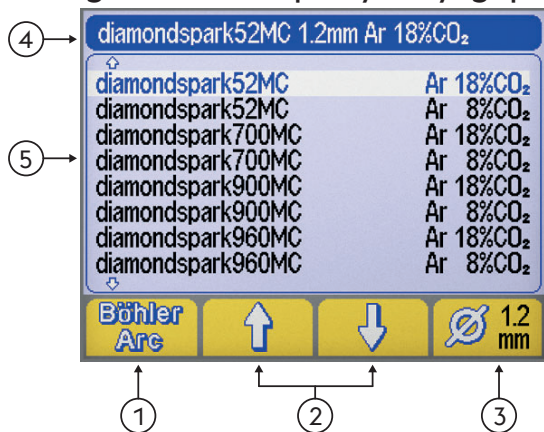 ④ diamondspark52MC 1.2mm Ar 18%CO₂
diamondspark52MC Ar 18%CO₂
diamondspark52MC Ar 8%CO₂
diamondspark700MC Ar 18%CO₂
⑤ diamondspark700MC Ar 8%CO₂
diamondspark900MC Ar 18%CO₂
diamondspark900MC Ar 8%CO₂
diamondspark960MC Ar 18%CO₂
diamondspark960MC Ar 8%CO₂
Böhler
Arc
1.2
mm
① ② ③